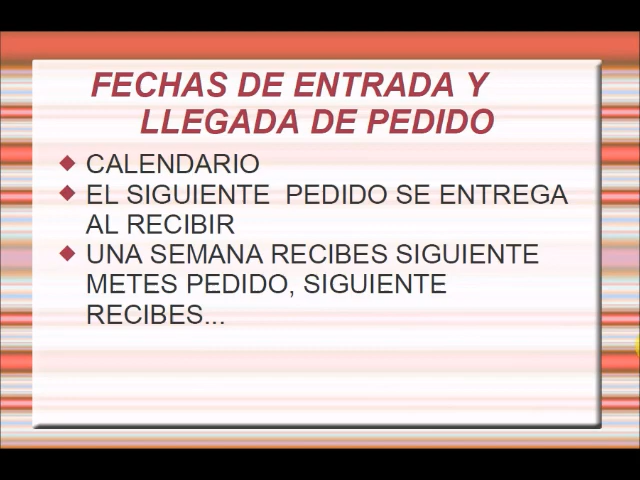 FECHAS DE ENTRADA Y
LLEGADA DE PEDIDO
CALENDARIO
EL SIGUIENTE PEDIDO SE ENTREGA
AL RECIBIR
UNA SEMANA RECIBES SIGUIENTE
METES PEDIDO, SIGUIENTE
RECIBES...